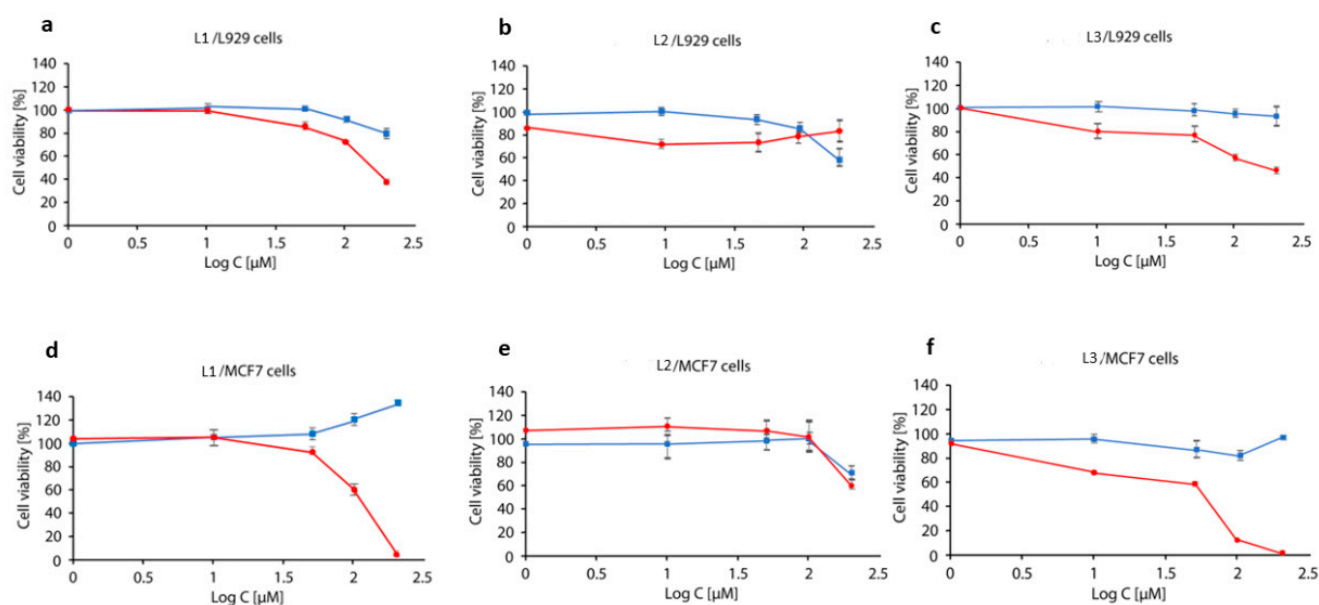 a
L1/L929 cells
Cell viability [%]
140
120
100
80
60
40
20
0
0 0.5 1 1.5 2 2.5
Log C [µM]
b
L2/L929 cells
Cell viability [%]
140
120
100
80
60
40
20
0
0 0.5 1 1.5 2 2.5
Log C [µM]
c
L3/L929 cells
Cell viability [%]
140
120
100
80
60
40
20
0
0 0.5 1 1.5 2 2.5
Log C [µM]
d
L1/MCF7 cells
Cell viability [%]
140
120
100
80
60
40
20
0
0 0.5 1 1.5 2 2.5
Log C [µM]
e
L2/MCF7 cells
Cell viability [%]
140
120
100
80
60
40
20
0
0 0.5 1 1.5 2 2.5
Log C [µM]
f
L3/MCF7 cells
Cell viability [%]
140
120
100
80
60
40
20
0
0 0.5 1 1.5 2 2.5
Log C [µM]